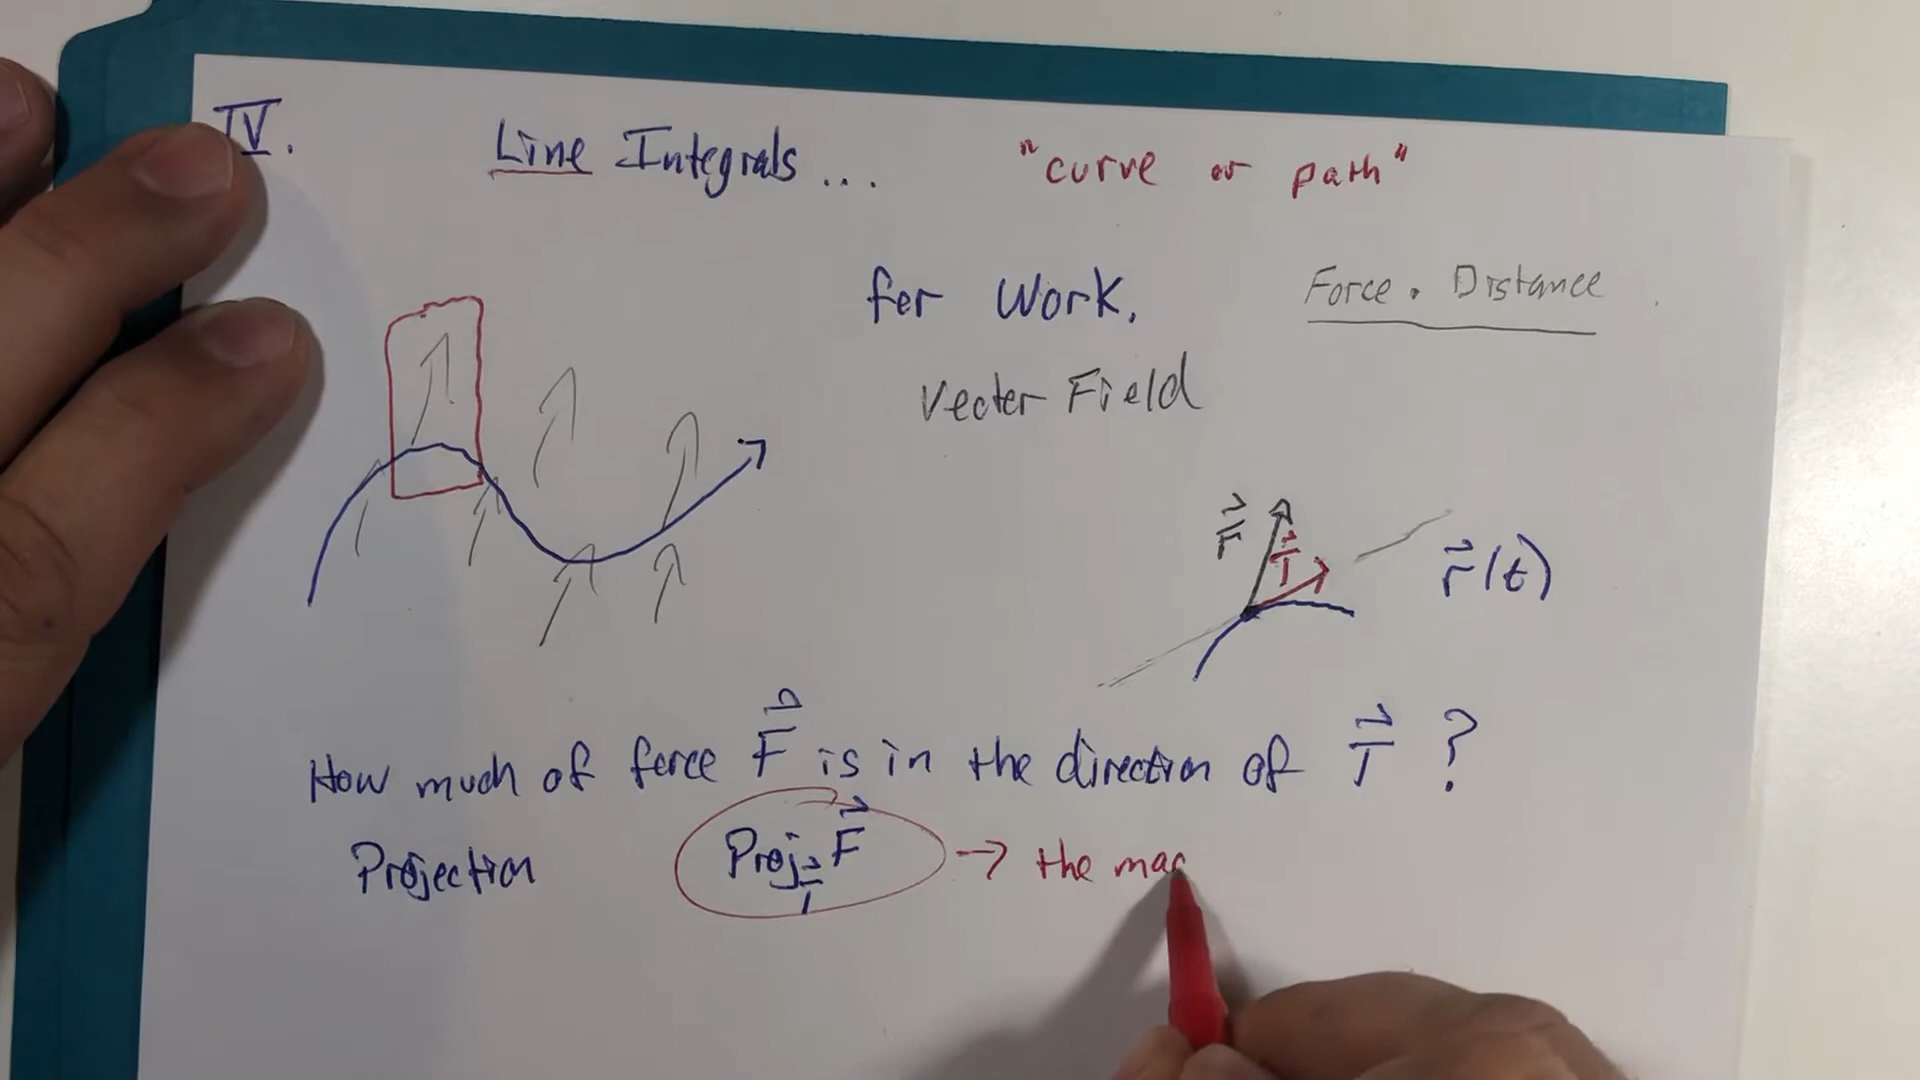 IV. Line Integrals... "curve or path"
for Work. Force · Distance
Vector Field
F⃗ T⃗ r⃗(t)
How much of force F⃗ is in the direction of T⃗ ?
Projection Proj_T⃗ F⃗ → the mag